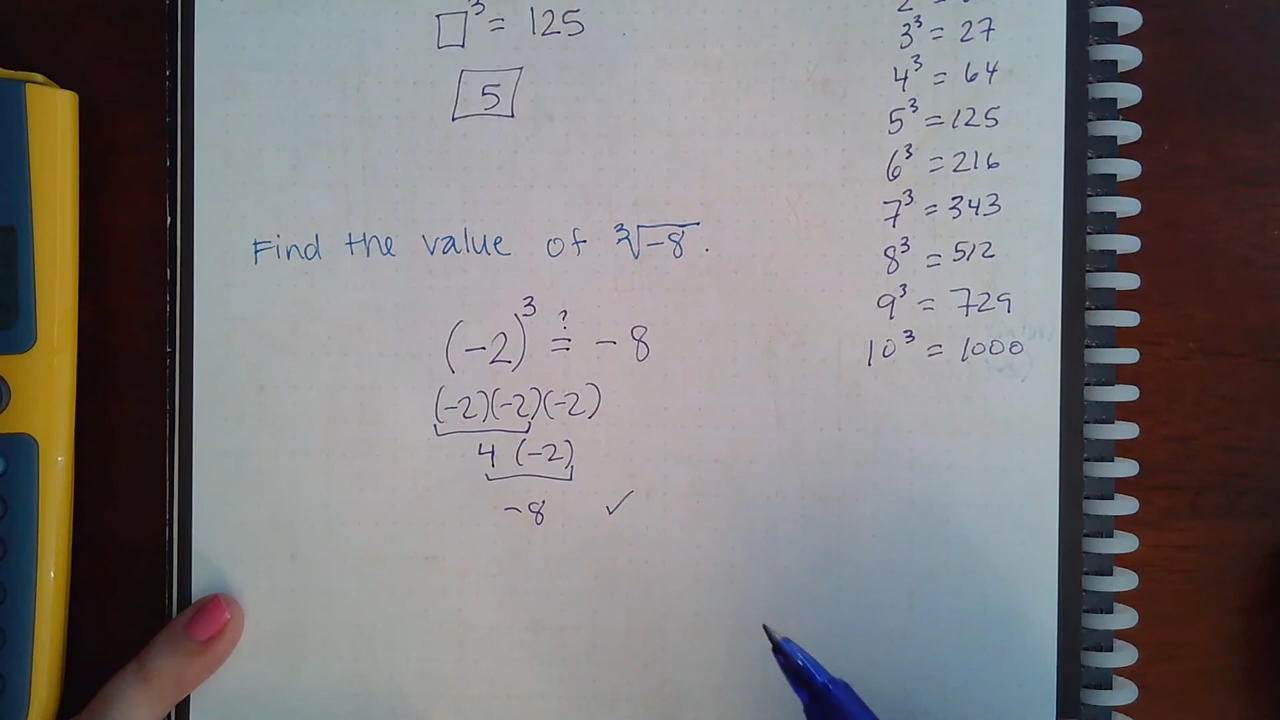 □³ = 125
5
Find the value of ∛-8.
(-2)³ ≟ -8
(-2)(-2)(-2)
4 (-2)
-8 ✓
3³ = 27
4³ = 64
5³ = 125
6³ = 216
7³ = 343
8³ = 512
9³ = 729
10³ = 1000